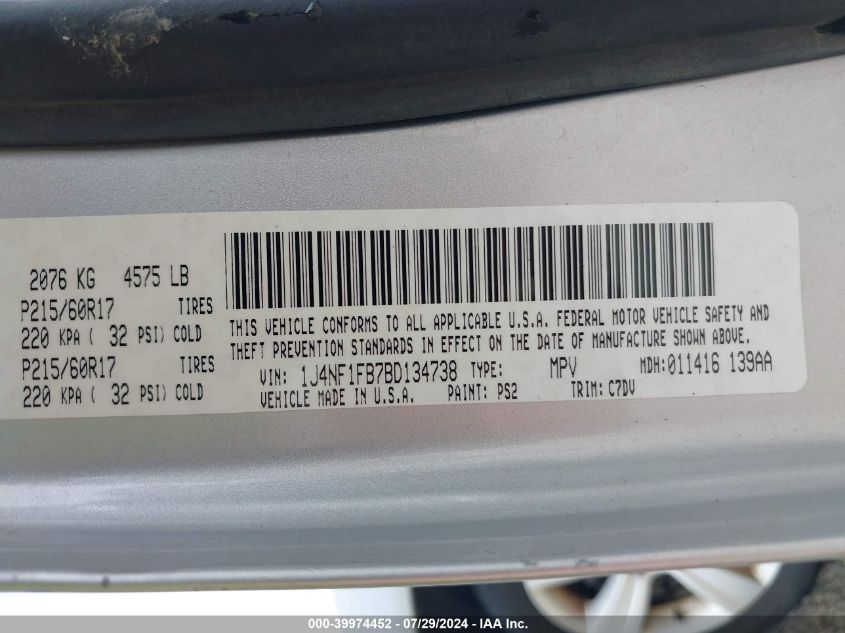 2076 KG 4575 LB
P215/60R17 TIRES
220 KPA ( 32 PSI) COLD
P215/60R17 TIRES
220 KPA ( 32 PSI) COLD
THIS VEHICLE CONFORMS TO ALL APPLICABLE U.S.A. FEDERAL MOTOR VEHICLE SAFETY AND
THEFT PREVENTION STANDARDS IN EFFECT ON THE DATE OF MANUFACTURE SHOWN ABOVE.
VIN: 1J4NF1FB7BD134738 TYPE: MPV MDH:011416 139AA
VEHICLE MADE IN U.S.A. PAINT: PS2 TRIM: C7DV
000-39974452 - 07/29/2024 - IAA Inc.